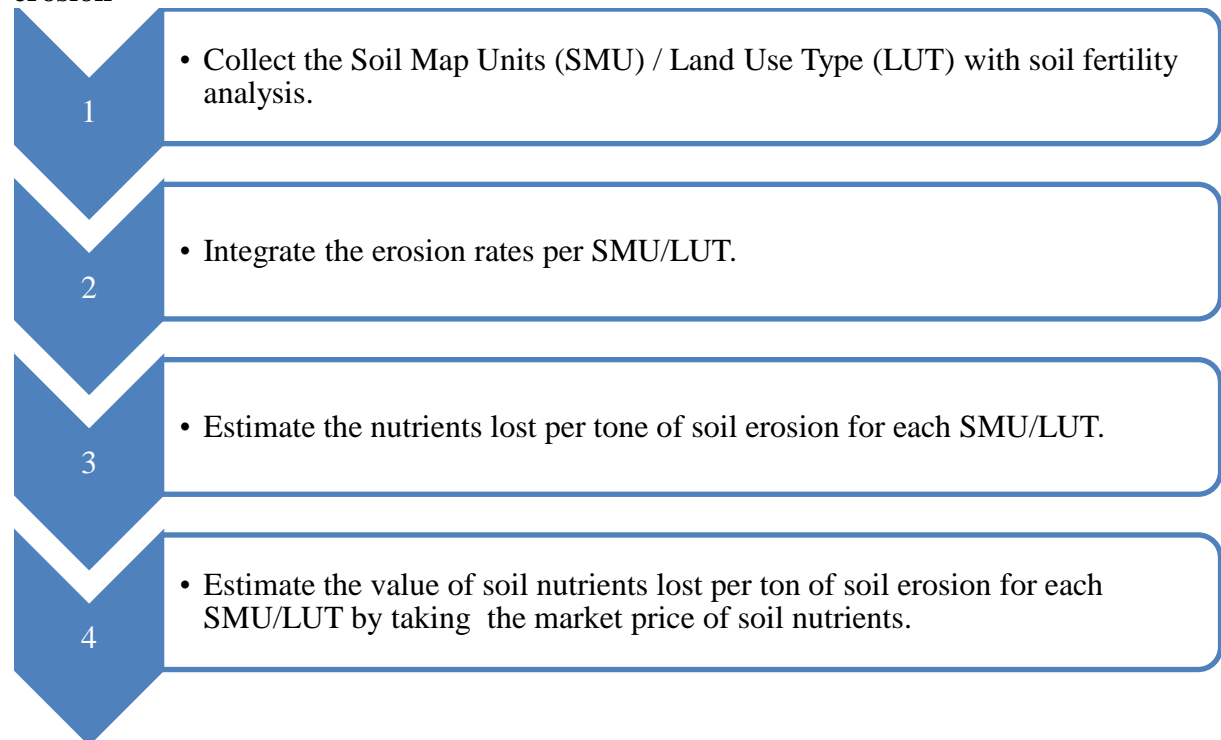 erosion
• Collect the Soil Map Units (SMU) / Land Use Type (LUT) with soil fertility
analysis.
1
• Integrate the erosion rates per SMU/LUT.
2
• Estimate the nutrients lost per tone of soil erosion for each SMU/LUT.
3
• Estimate the value of soil nutrients lost per ton of soil erosion for each
SMU/LUT by taking  the market price of soil nutrients.
4